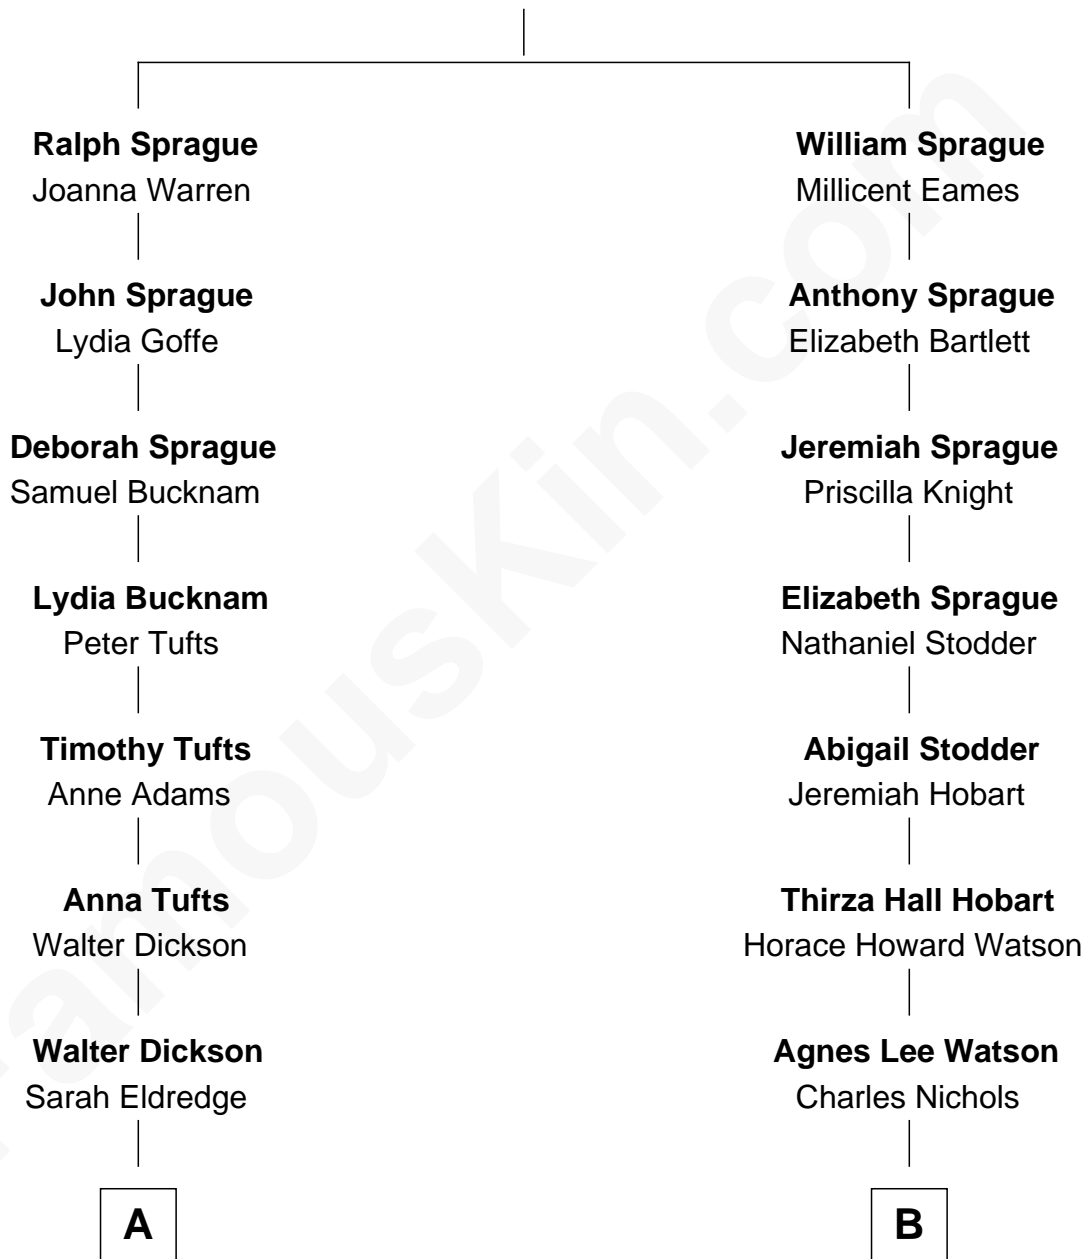 Ralph Sprague
Joanna Warren
John Sprague
Lydia Goffe
Deborah Sprague
Samuel Bucknam
Lydia Bucknam
Peter Tufts
Timothy Tufts
Anne Adams
Anna Tufts
Walter Dickson
Walter Dickson
Sarah Eldredge
A
William Sprague
Millicent Eames
Anthony Sprague
Elizabeth Bartlett
Jeremiah Sprague
Priscilla Knight
Elizabeth Sprague
Nathaniel Stodder
Abigail Stodder
Jeremiah Hobart
Thirza Hall Hobart
Horace Howard Watson
Agnes Lee Watson
Charles Nichols
B
FamousKin.com